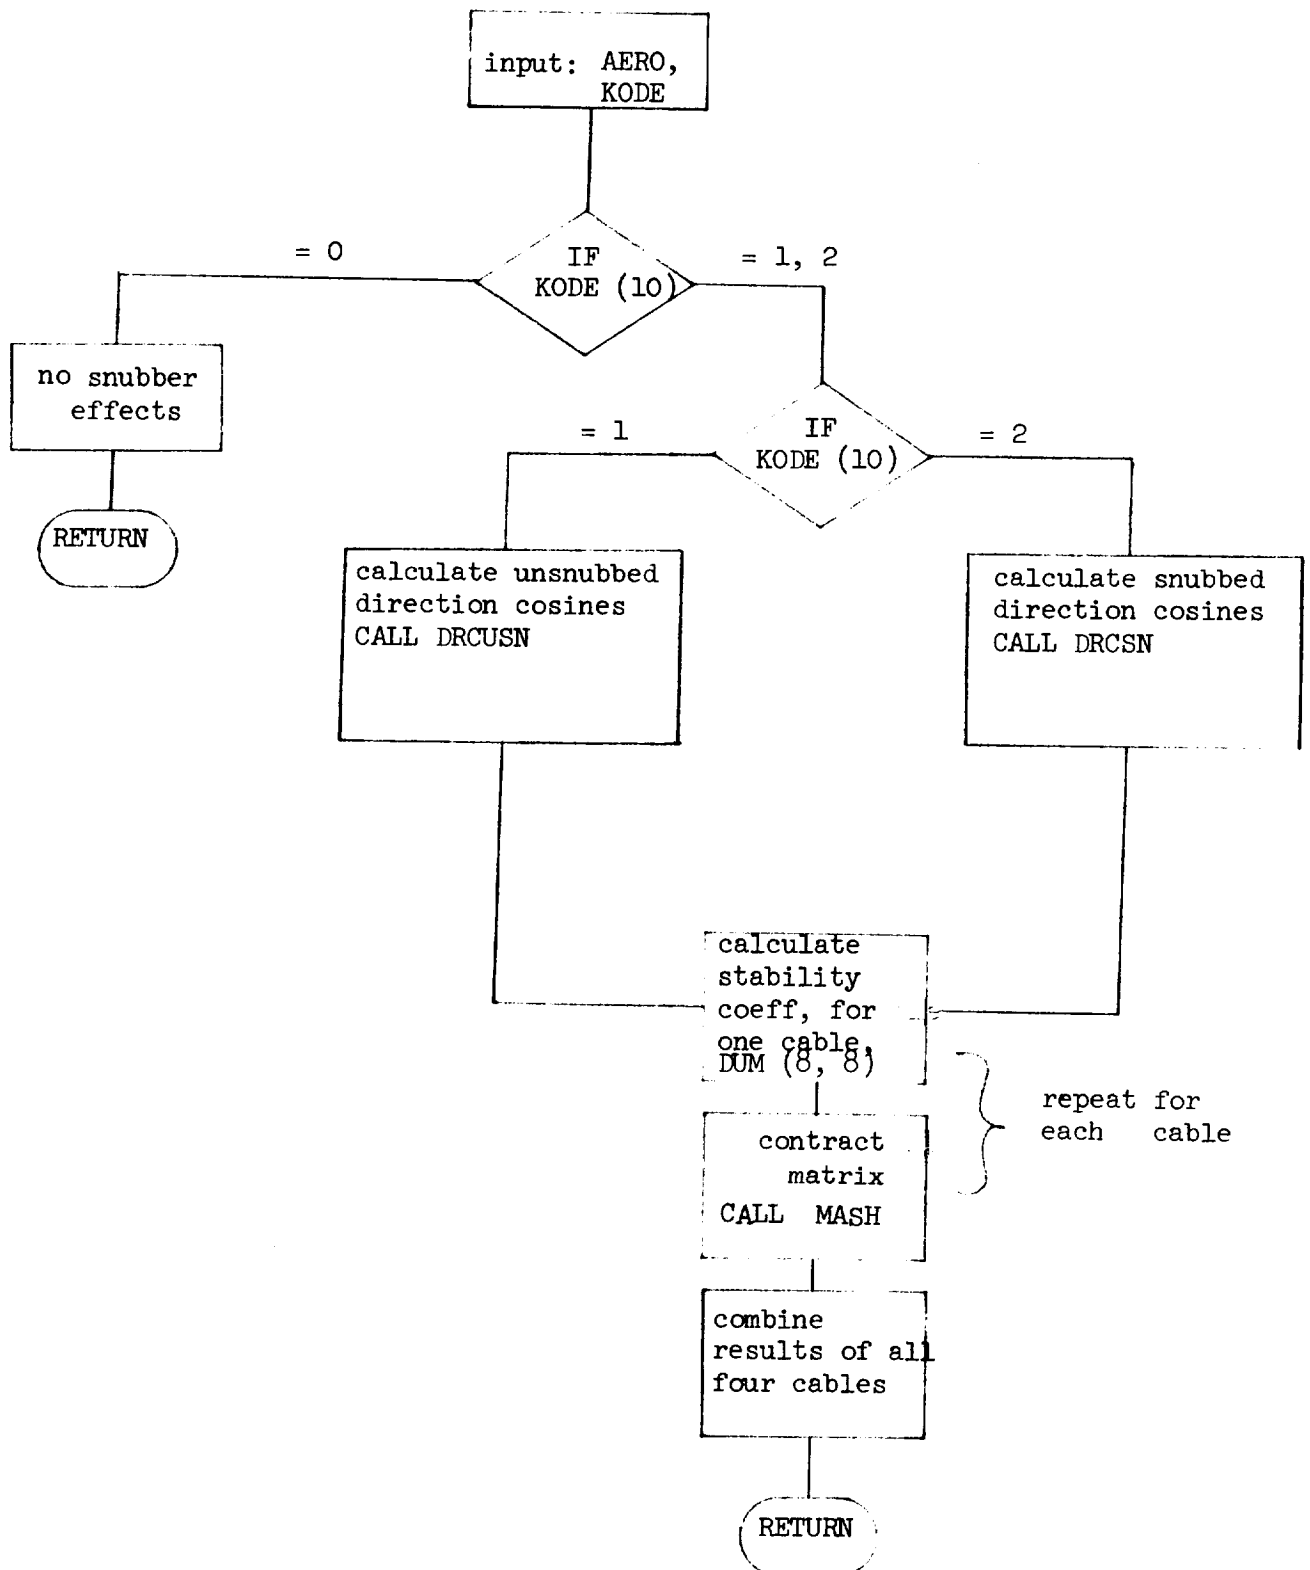 input: AERO,
KODE
= 0
IF
KODE (10)
= 1, 2
no snubber
effects
RETURN
= 1
IF
KODE (10)
= 2
calculate unsnubbed
direction cosines
CALL DRCUSN
calculate snubbed
direction cosines
CALL DRCSN
calculate
stability
coeff, for
one cable,
DUM (8, 8)
repeat for
each cable
contract
matrix
CALL MASH
combine
results of all
four cables
RETURN